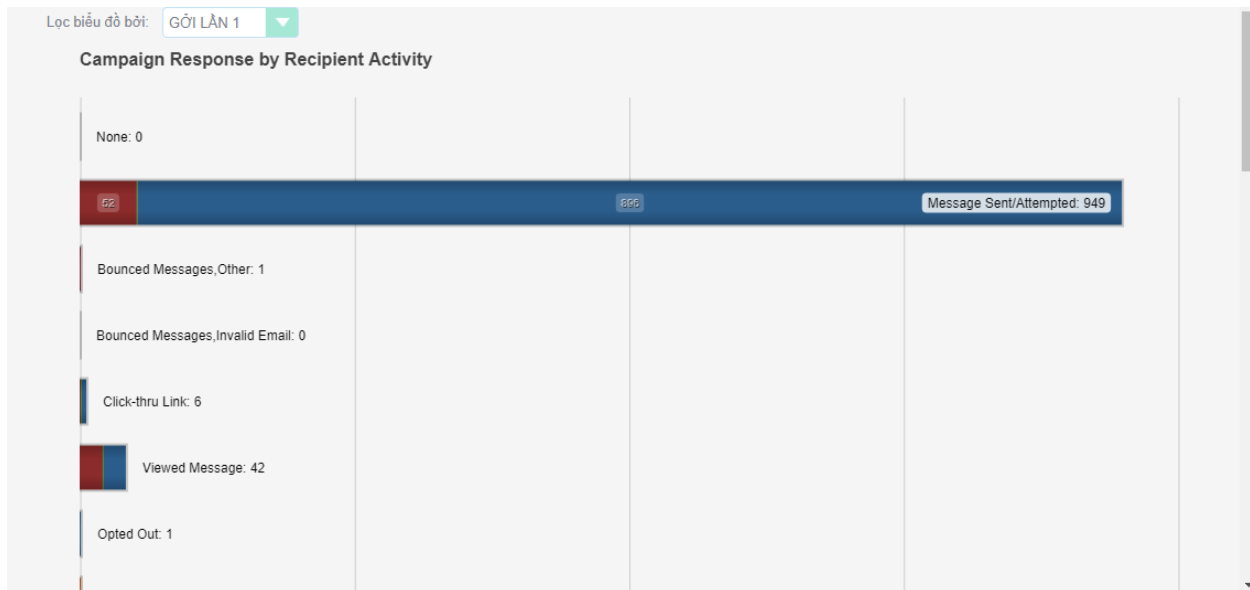 Lọc biểu đồ bởi: GỞI LẦN 1
Campaign Response by Recipient Activity
None: 0
52 896 Message Sent/Attempted: 949
Bounced Messages,Other: 1
Bounced Messages,Invalid Email: 0
Click-thru Link: 6
Viewed Message: 42
Opted Out: 1